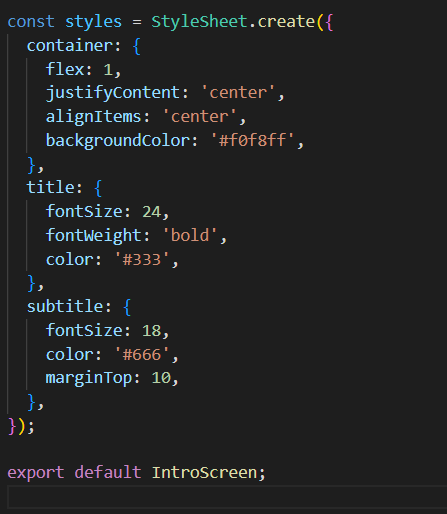 const styles = StyleSheet.create({
  container: {
    flex: 1,
    justifyContent: 'center',
    alignItems: 'center',
    backgroundColor: '#f0f8ff',
  },
  title: {
    fontSize: 24,
    fontWeight: 'bold',
    color: '#333',
  },
  subtitle: {
    fontSize: 18,
    color: '#666',
    marginTop: 10,
  },
});

export default IntroScreen;